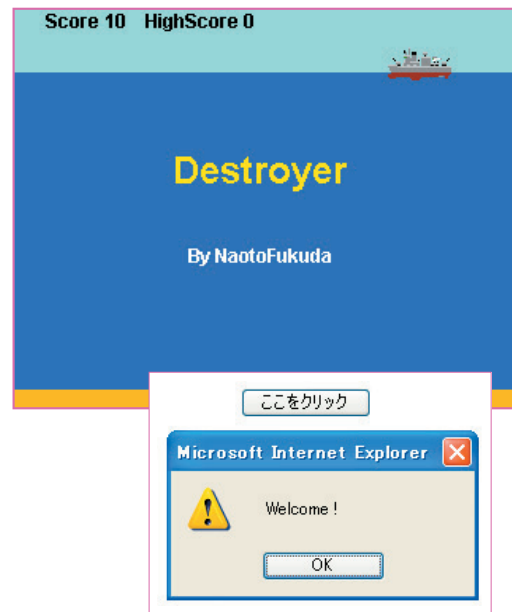 Score 10 HighScore 0
Destroyer
By NaotoFukuda
ここをクリック
Microsoft Internet Explorer
Welcome !
OK